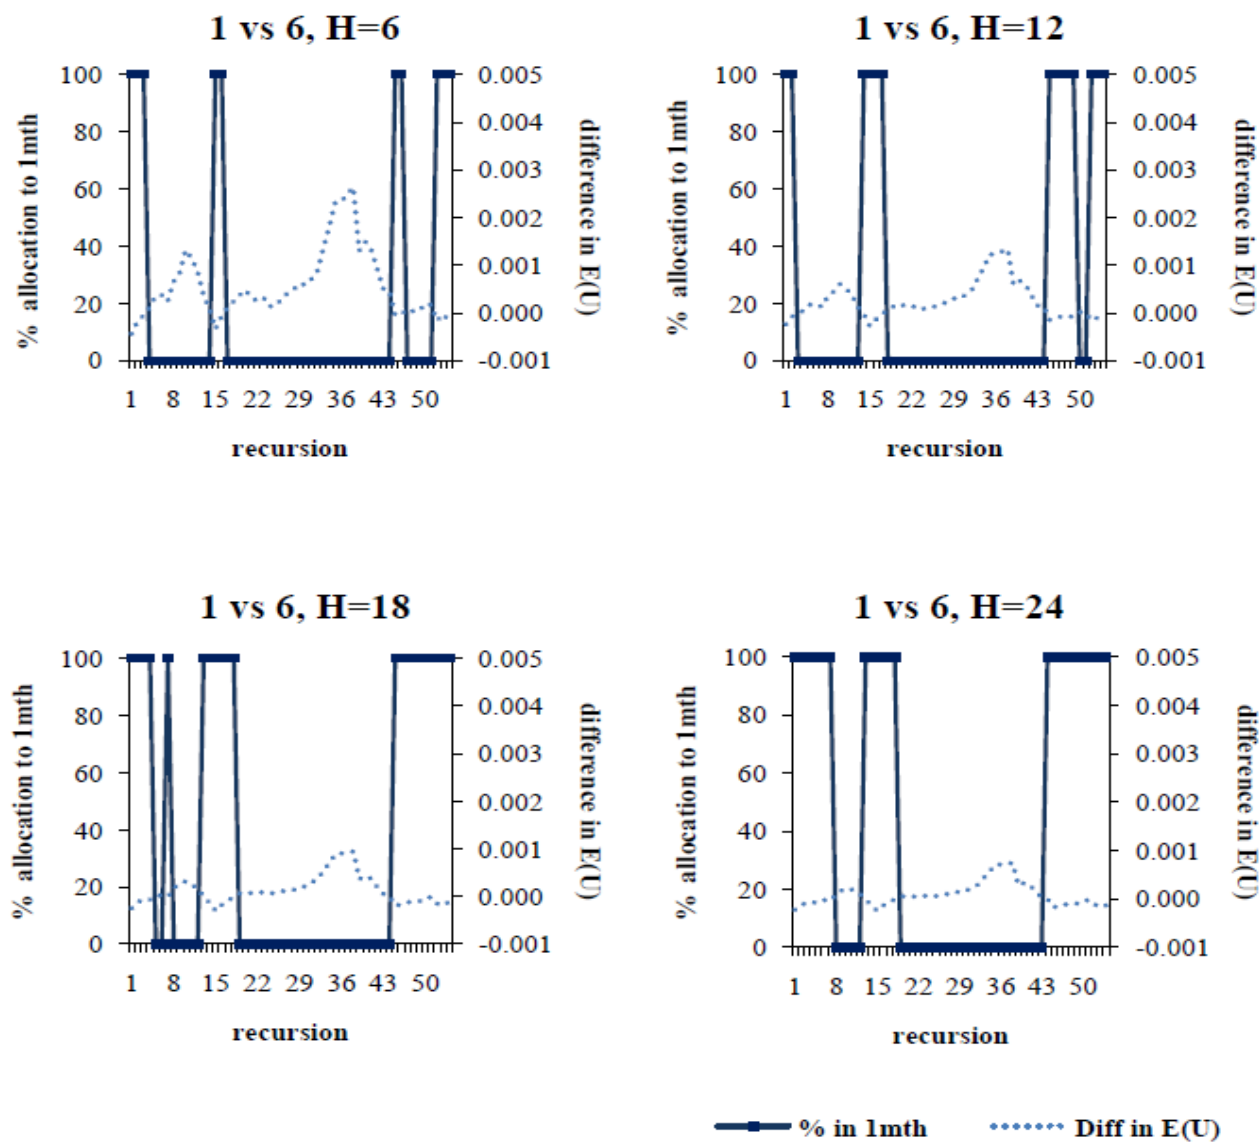 1 vs 6, H=6
% allocation to 1mth
100
80
60
40
20
0
0.005
0.004
0.003
0.002
0.001
0.000
-0.001
difference in E(U)
1 8 15 22 29 36 43 50
recursion
1 vs 6, H=12
% allocation to 1mth
100
80
60
40
20
0
0.005
0.004
0.003
0.002
0.001
0.000
-0.001
difference in E(U)
1 8 15 22 29 36 43 50
recursion
1 vs 6, H=18
% allocation to 1mth
100
80
60
40
20
0
0.005
0.004
0.003
0.002
0.001
0.000
-0.001
difference in E(U)
1 8 15 22 29 36 43 50
recursion
1 vs 6, H=24
% allocation to 1mth
100
80
60
40
20
0
0.005
0.004
0.003
0.002
0.001
0.000
-0.001
difference in E(U)
1 8 15 22 29 36 43 50
recursion
% in 1mth Diff in E(U)